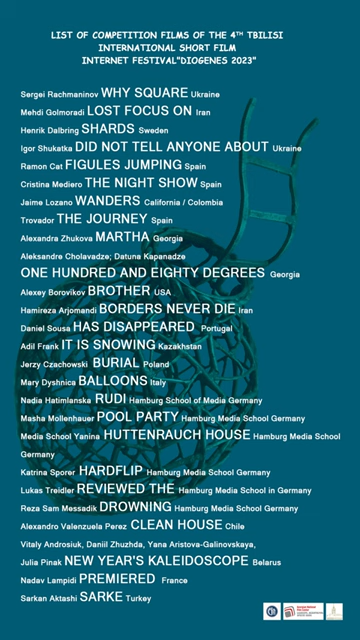 LIST OF COMPETITION FILMS OF THE 4TH TBILISI
INTERNATIONAL SHORT FILM
INTERNET FESTIVAL"DIOGENES 2023"
Sergei Rachmaninov WHY SQUARE Ukraine
Mehdi Golmoradi LOST FOCUS ON Iran
Henrik Dalbring SHARDS Sweden
Igor Shukatka DID NOT TELL ANYONE ABOUT Ukraine
Ramon Cat FIGULES JUMPING Spain
Cristina Mediero THE NIGHT SHOW Spain
Jaime Lozano WANDERS California / Colombia
Trovador THE JOURNEY Spain
Alexandra Zhukova MARTHA Georgia
Aleksandre Cholavadze; Datuna Kapanadze
ONE HUNDRED AND EIGHTY DEGREES Georgia
Alexey Borovikov BROTHER USA
Hamireza Arjomandi BORDERS NEVER DIE Iran
Daniel Sousa HAS DISAPPEARED Portugal
Adil Frank IT IS SNOWING Kazakhstan
Jerzy Czachowski BURIAL Poland
Mary Dyshnica BALLOONS Italy
Nadia Hatimlanska RUDI Hamburg School of Media Germany
Masha Mollenhauer POOL PARTY Hamburg Media School Germany
Media School Yanina HUTTENRAUCH HOUSE Hamburg Media School
Germany
Katrina Sporer HARDFLIP Hamburg Media School Germany
Lukas Treidler REVIEWED THE Hamburg Media School in Germany
Reza Sam Messadik DROWNING Hamburg Media School Germany
Alexandro Valenzuela Perez CLEAN HOUSE Chile
Vitaly Androsiuk, Daniil Zhuzhda, Yana Aristova-Galinovskaya,
Julia Pinak NEW YEAR'S KALEIDOSCOPE Belarus
Nadav Lampidi PREMIERED France
Sarkan Aktashi SARKE Turkey